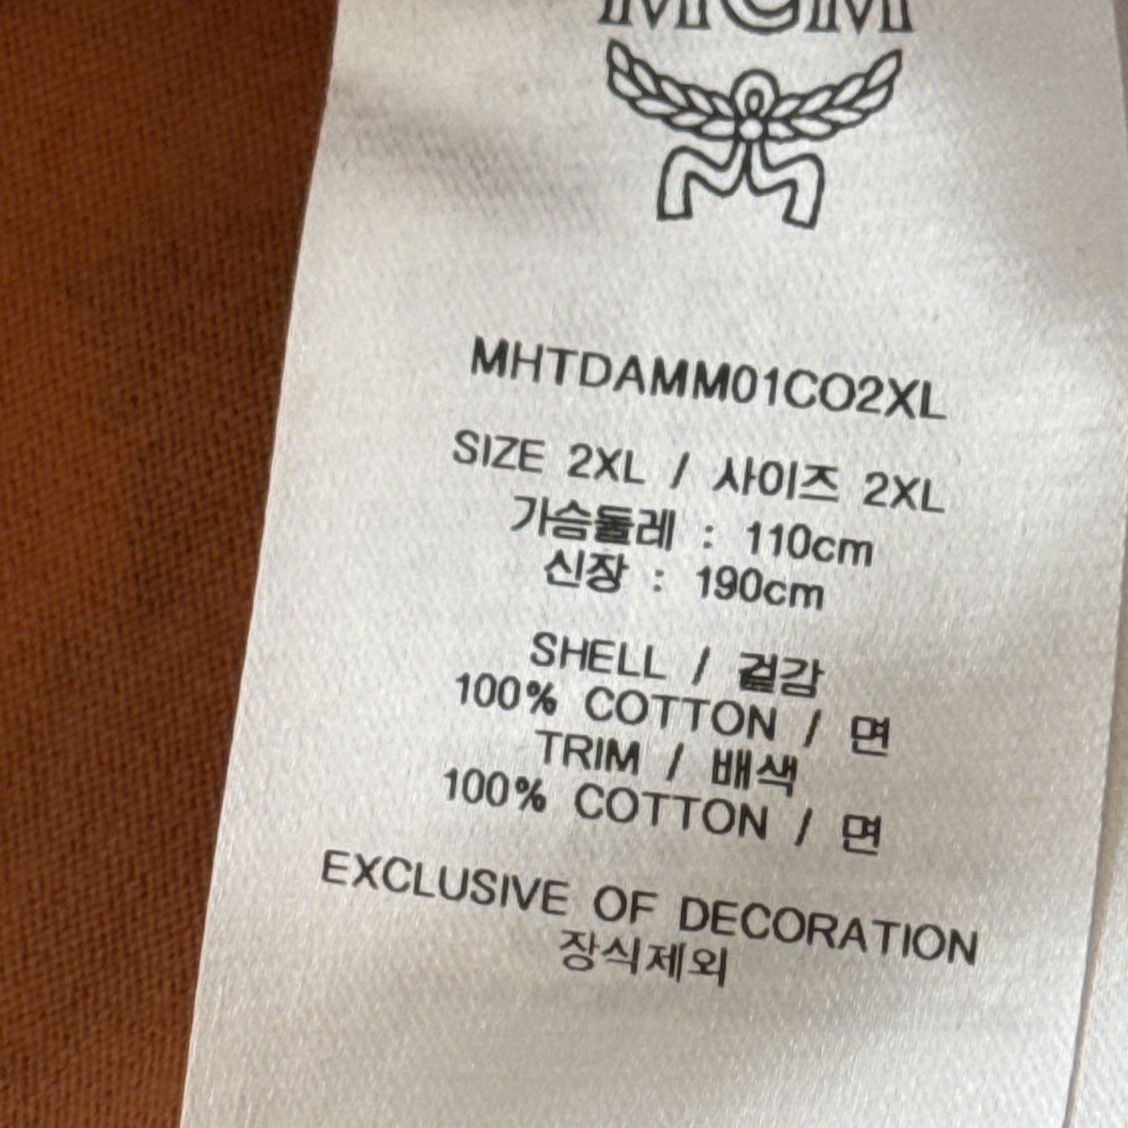 MCM
MHTDAMM01CO2XL
SIZE 2XL / 사이즈 2XL
가슴둘레 : 110cm
신장 : 190cm
SHELL / 겉감
100% COTTON / 면
TRIM / 배색
100% COTTON / 면
EXCLUSIVE OF DECORATION
장식제외